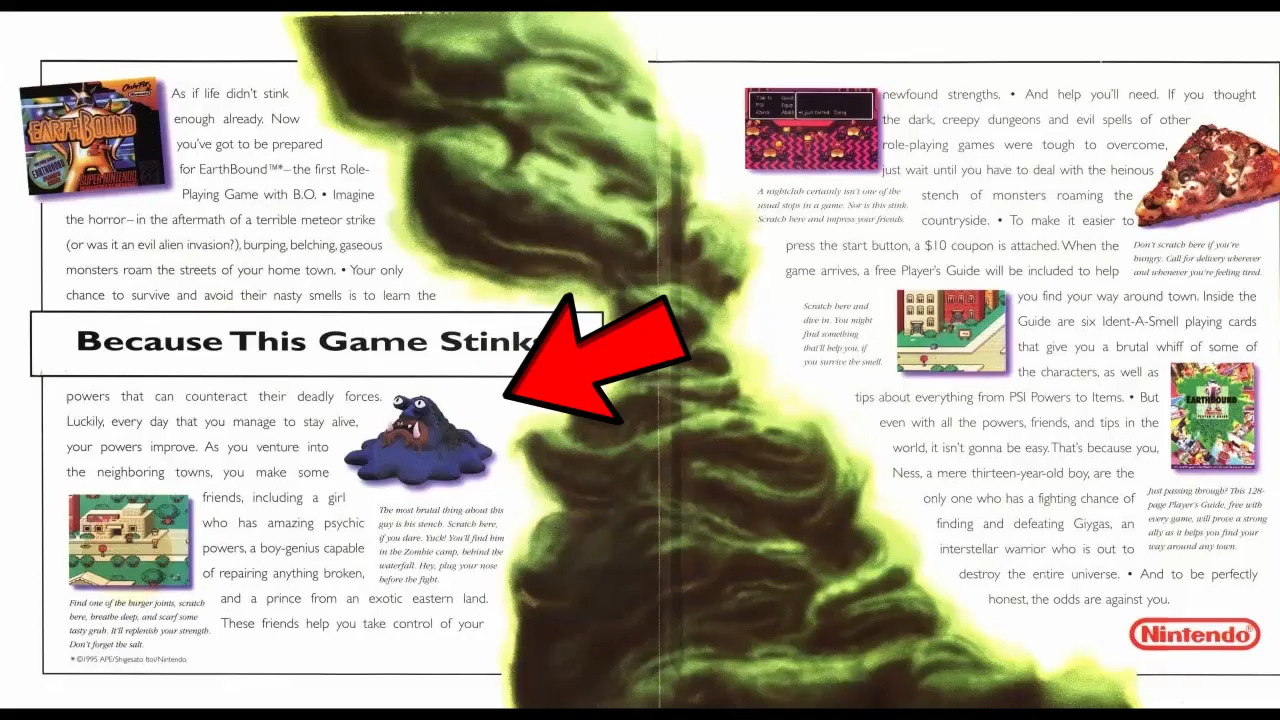 As if life didn't stink
enough already. Now
you've got to be prepared
for EarthBound™*–the first Role-
Playing Game with B.O. • Imagine
the horror–in the aftermath of a terrible meteor strike
(or was it an evil alien invasion?), burping, belching, gaseous
monsters roam the streets of your home town. • Your only
chance to survive and avoid their nasty smells is to learn the
Because This Game Stinks
powers that can counteract their deadly forces.
Luckily, every day that you manage to stay alive,
your powers improve. As you venture into
the neighboring towns, you make some
friends, including a girl
who has amazing psychic
powers, a boy-genius capable
of repairing anything broken,
and a prince from an exotic eastern land.
These friends help you take control of your
EARTHBOUND
SUPER NINTENDO
The most brutal thing about this
guy is his stench. Scratch here,
if you dare. Yuck! You'll find him
in the Zombie camp, behind the
waterfall. Hey, plug your nose
before the fight.
Find one of the burger joints, scratch
here, breathe deep, and scarf some
tasty grub. It'll replenish your strength.
Don't forget the salt.
* ©1995 APE/Shigesato Itoi/Nintendo.
newfound strengths. • And help you'll need. If you thought
the dark, creepy dungeons and evil spells of other
role-playing games were tough to overcome,
just wait until you have to deal with the heinous
stench of monsters roaming the
countryside. • To make it easier to
press the start button, a $10 coupon is attached. When the
game arrives, a free Player's Guide will be included to help
you find your way around town. Inside the
Guide are six Ident-A-Smell playing cards
that give you a brutal whiff of some of
the characters, as well as
tips about everything from PSI Powers to Items. • But
even with all the powers, friends, and tips in the
world, it isn't gonna be easy. That's because you,
Ness, a mere thirteen-year-old boy, are the
only one who has a fighting chance of
finding and defeating Giygas, an
interstellar warrior who is out to
destroy the entire universe. • And to be perfectly
honest, the odds are against you.
A nightclub certainly isn't one of the
usual stops in a game. Nor is this stink.
Scratch here and impress your friends.
Don't scratch here if you're
hungry. Call for delivery wherever
and whenever you're feeling tired.
Scratch here and
dive in. You might
find something
that'll help you, if
you survive the smell.
EARTHBOUND
Just passing through? This 128-
page Player's Guide, free with
every game, will prove a strong
ally as it helps you find your
way around any town.
Nintendo®